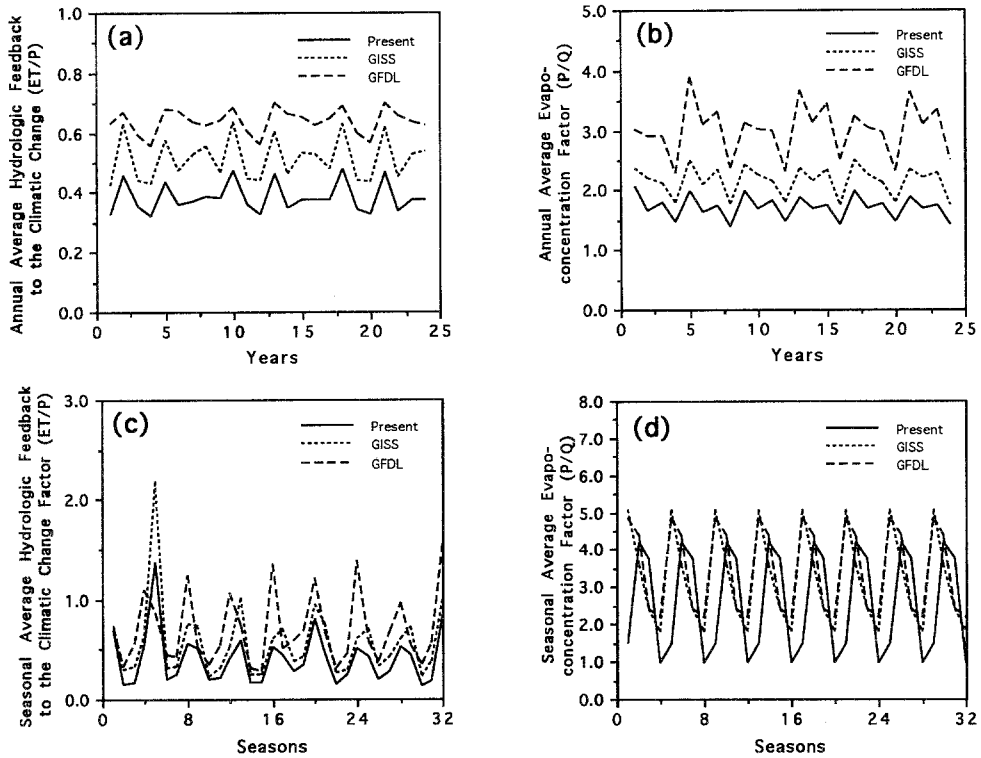 (a)
Annual Average Hydrologic Feedback
to the Climatic Change (ET/P)
1.0
0.8
0.6
0.4
0.2
0.0
Present
GISS
GFDL
0 5 10 15 20 25
Years
(b)
Annual Average Evapo-
concentration Factor (P/Q)
5.0
4.0
3.0
2.0
1.0
0.0
Present
GISS
GFDL
0 5 10 15 20 25
Years
(c)
Seasonal Average Hydrologic Feedback
to the Climatic Change Factor (ET/P)
3.0
2.0
1.0
0.0
Present
GISS
GFDL
0 8 16 24 32
Seasons
(d)
Seasonal Average Evapo-
concentration Factor (P/Q)
8.0
7.0
6.0
5.0
4.0
3.0
2.0
1.0
0.0
Present
GISS
GFDL
0 8 16 24 32
Seasons